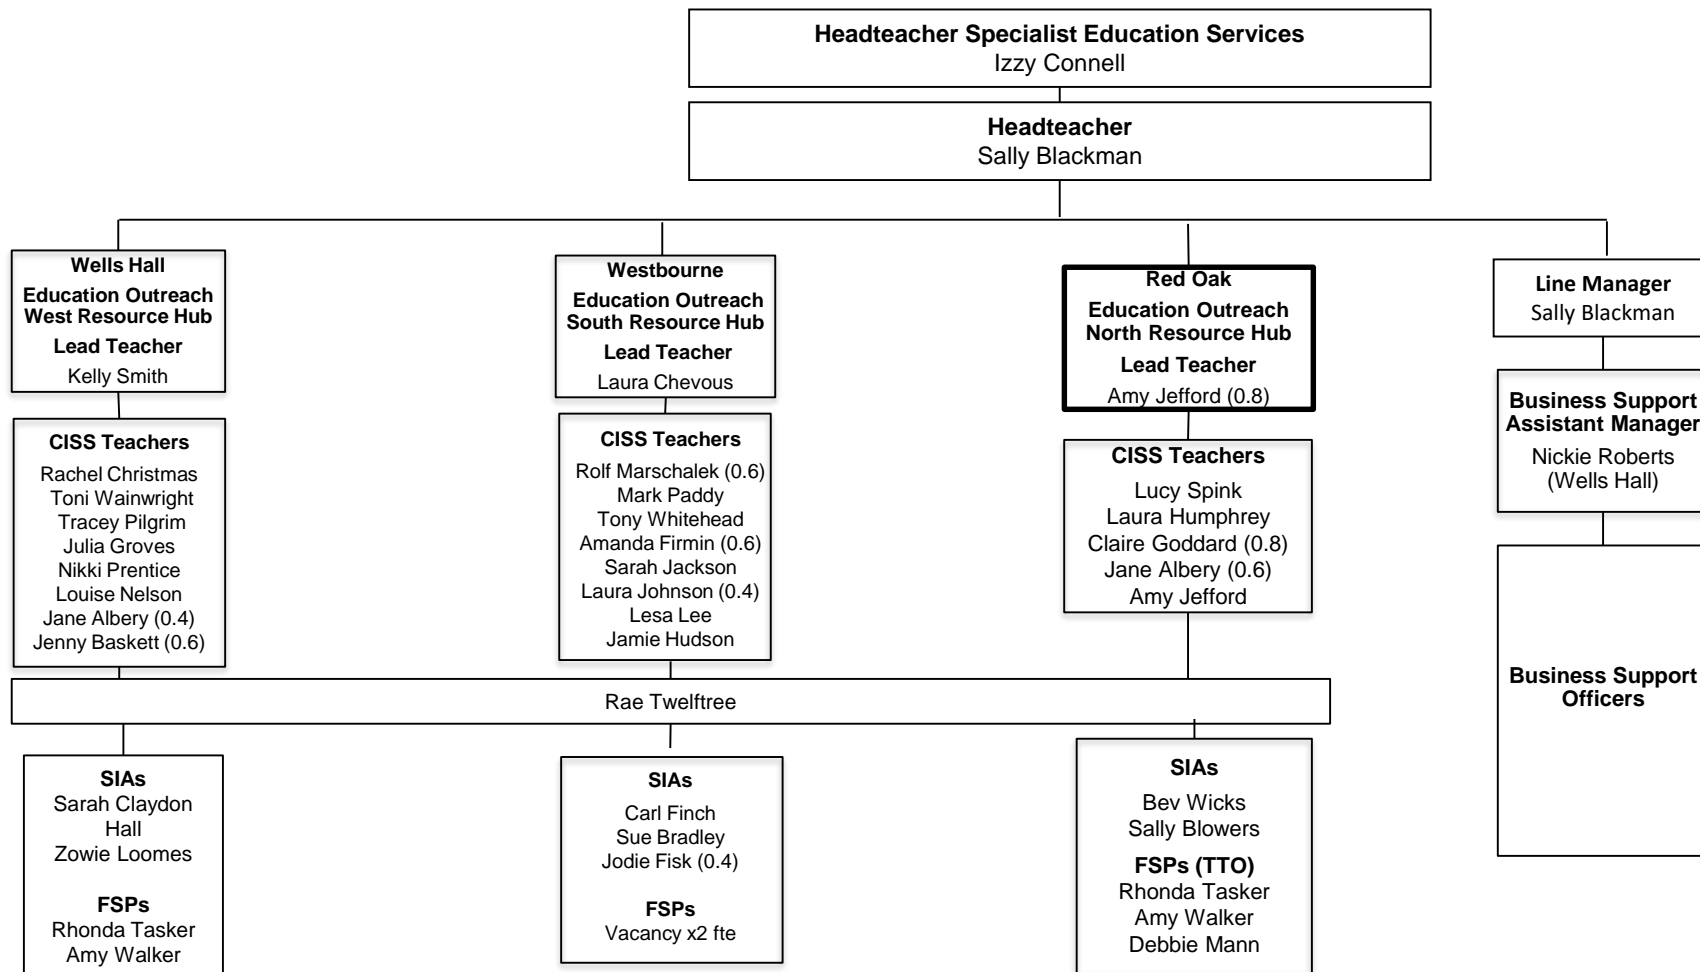 Headteacher Specialist Education Services
Izzy Connell
Headteacher
Sally Blackman
Wells Hall
Education Outreach
West Resource Hub
Lead Teacher
Kelly Smith
CISS Teachers
Rachel Christmas
Toni Wainwright
Tracey Pilgrim
Julia Groves
Nikki Prentice
Louise Nelson
Jane Albery (0.4)
Jenny Baskett (0.6)
Westbourne
Education Outreach
South Resource Hub
Lead Teacher
Laura Chevous
CISS Teachers
Rolf Marschalek (0.6)
Mark Paddy
Tony Whitehead
Amanda Firmin (0.6)
Sarah Jackson
Laura Johnson (0.4)
Lesa Lee
Jamie Hudson
Red Oak
Education Outreach
North Resource Hub
Lead Teacher
Amy Jefford (0.8)
CISS Teachers
Lucy Spink
Laura Humphrey
Claire Goddard (0.8)
Jane Albery (0.6)
Amy Jefford
Line Manager
Sally Blackman
Business Support
Assistant Manager
Nickie Roberts
(Wells Hall)
Business Support
Officers
Rae Twelftree
SIAs
Sarah Claydon
Hall
Zowie Loomes
FSPs
Rhonda Tasker
Amy Walker
SIAs
Carl Finch
Sue Bradley
Jodie Fisk (0.4)
FSPs
Vacancy x2 fte
SIAs
Bev Wicks
Sally Blowers
FSPs (TTO)
Rhonda Tasker
Amy Walker
Debbie Mann